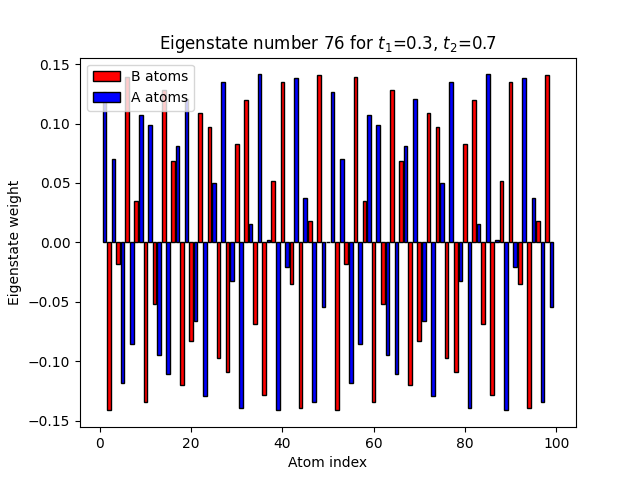 Eigenstate number 76 for t₁=0.3, t₂=0.7
B atoms
A atoms
Eigenstate weight
0.15
0.10
0.05
0.00
−0.05
−0.10
−0.15
0 20 40 60 80 100
Atom index